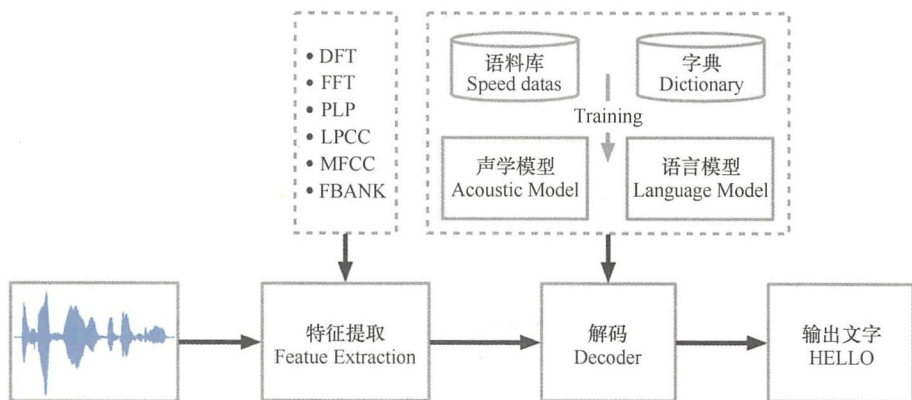 • DFT
• FFT
• PLP
• LPCC
• MFCC
• FBANK
语料库
Speed datas
字典
Dictionary
Training
声学模型
Acoustic Model
语言模型
Language Model
特征提取
Featue Extraction
解码
Decoder
输出文字
HELLO